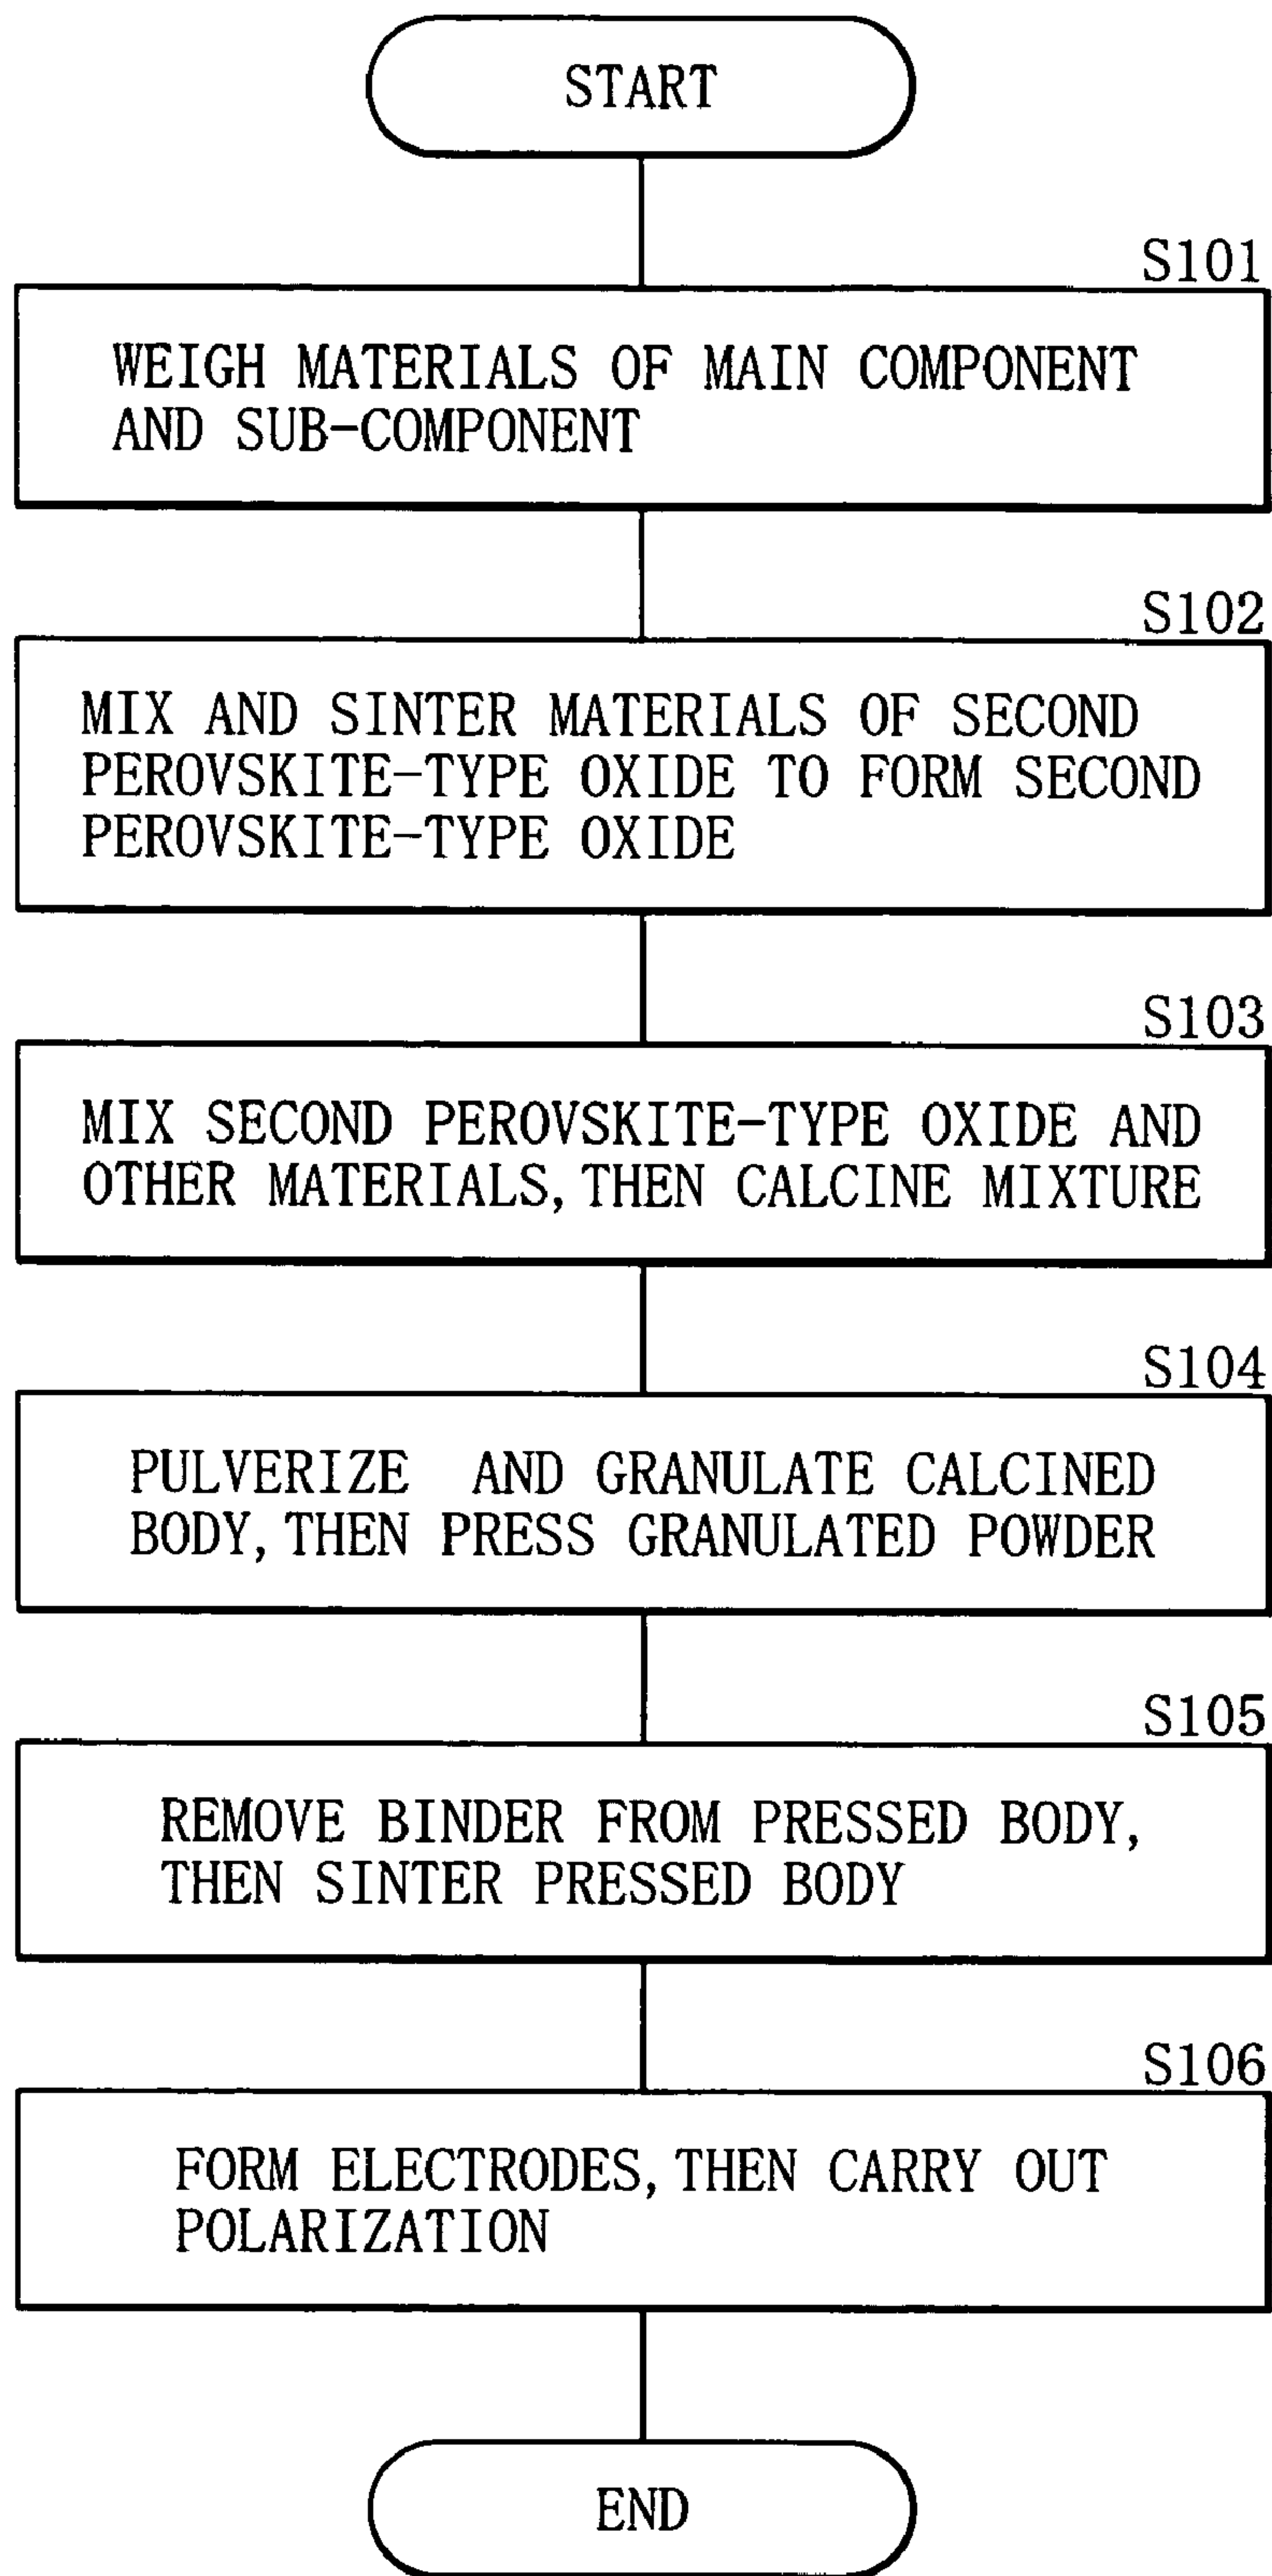 START
S101
WEIGH MATERIALS OF MAIN COMPONENT
AND SUB-COMPONENT
S102
MIX AND SINTER MATERIALS OF SECOND
PEROVSKITE-TYPE OXIDE TO FORM SECOND
PEROVSKITE-TYPE OXIDE
S103
MIX SECOND PEROVSKITE-TYPE OXIDE AND
OTHER MATERIALS, THEN CALCINE MIXTURE
S104
PULVERIZE AND GRANULATE CALCINED
BODY, THEN PRESS GRANULATED POWDER
S105
REMOVE BINDER FROM PRESSED BODY,
THEN SINTER PRESSED BODY
S106
FORM ELECTRODES, THEN CARRY OUT
POLARIZATION
END